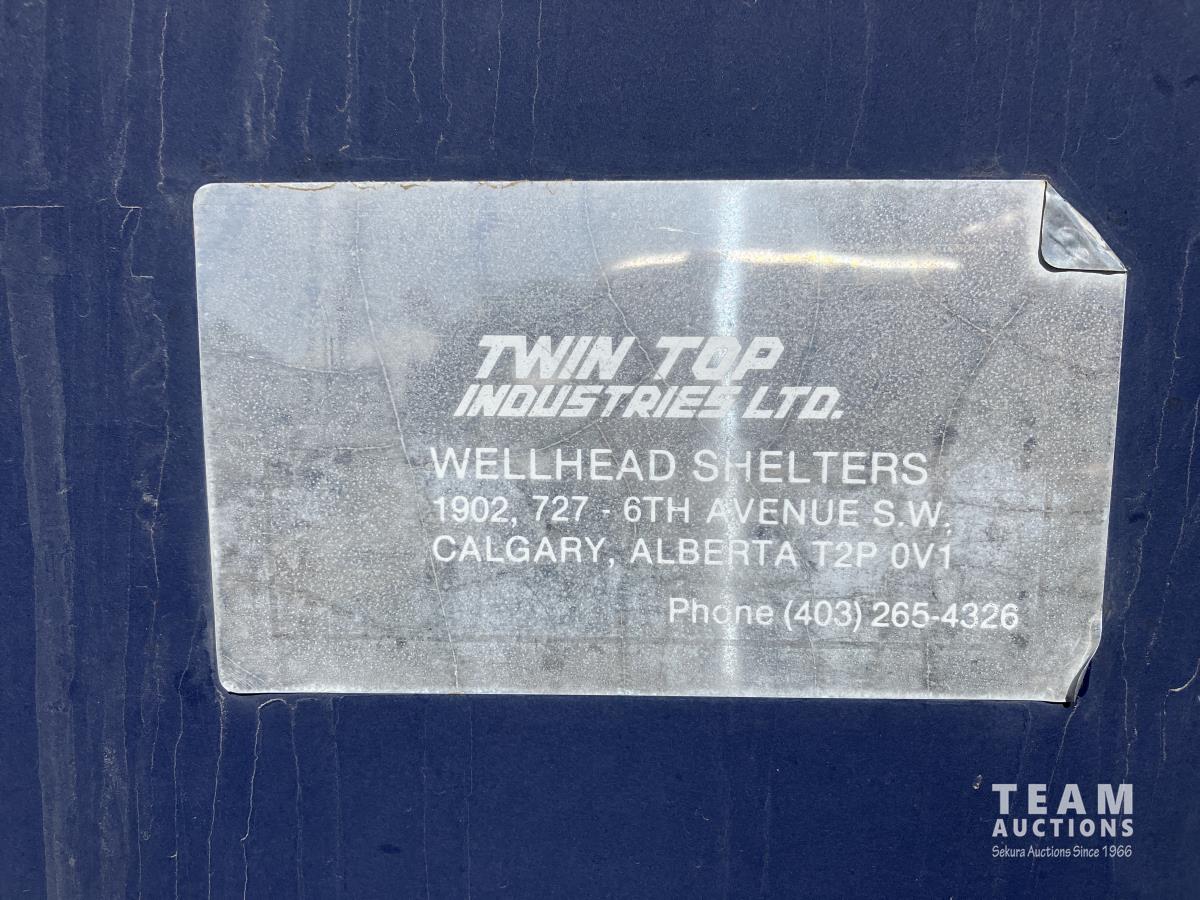 TWIN TOP
INDUSTRIES LTD.
WELLHEAD SHELTERS
1902, 727 - 6TH AVENUE S.W.
CALGARY, ALBERTA T2P 0V1
Phone (403) 265-4326
TEAM
AUCTIONS
Sekura Auctions Since 1966